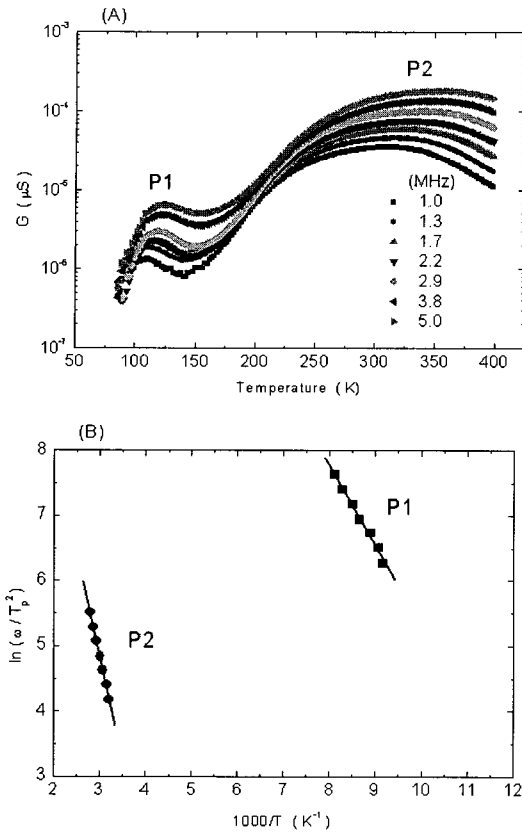 (A)
P2
P1
(MHz)
1.0
1.3
1.7
2.2
2.9
3.8
5.0
G (μS)
10⁻³
10⁻⁴
10⁻⁵
10⁻⁶
10⁻⁷
50 100 150 200 250 300 350 400 450
Temperature (K)
(B)
P1
P2
ln (ω/Tp²)
8
7
6
5
4
3
2 3 4 5 6 7 8 9 10 11 12
1000/T (K⁻¹)